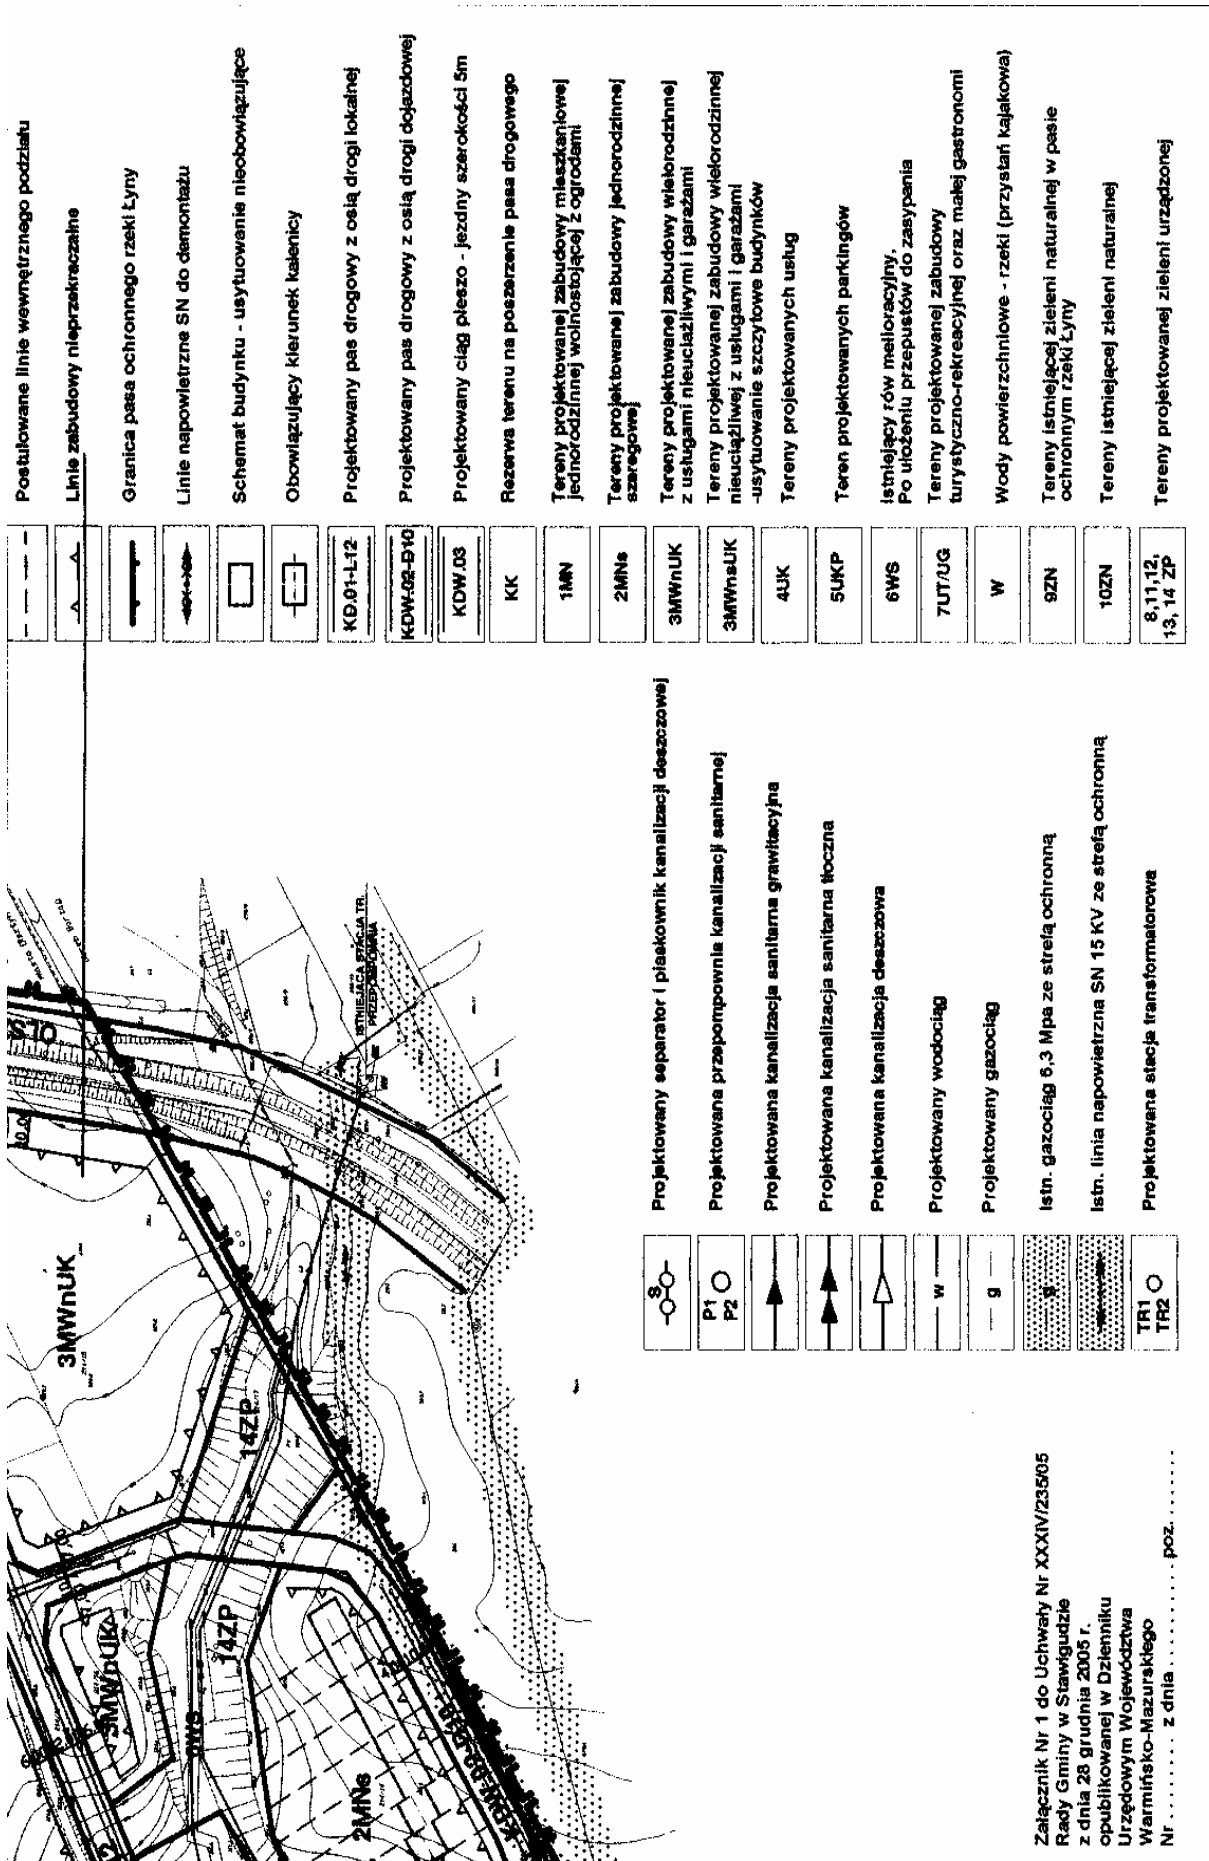 Postulowane linie wewnętrznego podziału
Linie zabudowy nieprzekraczalne
Granica pasa ochronnego rzeki Łyny
Linie napowietrzne SN do demontażu
Schemat budynku - usytuowenie nieobowiązujące
Obowiązujący kierunek kalenicy
KD.01-L12
Projektowany pas drogowy z osią drogi lokalnej
KDW-02-D10
Projektowany pas drogowy z osią drogi dojazdowej
KDW.03
Projektowany ciąg pieszo - jezdny szerokości 5m
KK
Rezerwa terenu na poszerzenie pasa drogowego
1MN
Tereny projektowanej zabudowy mieszkaniowej
jednorodzinnej wolnostojącej z ogrodami
2MNs
Tereny projektowanej zabudowy jednorodzinnej
szeregowej
3MWnUK
Tereny projektowanej zabudowy wielorodzinnej
z usługami nieuciążliwymi i garażami
3MWnsUK
Tereny projektowanej zabudowy wielorodzinnej
nieuciążliwej z usługami i garażami
-usytuowanie szczytowe budynków
4UK
Tereny projektowanych usług
5UKP
Teren projektowanych parkingów
6WS
Istniejący rów melioracyjny.
Po ułożeniu przepustów do zasypania
7UT/UG
Tereny projektowanej zabudowy
turystyczno-rekreacyjnej oraz małej gastronomi
W
Wody powierzchniowe - rzeki (przystań kajakowa)
9ZN
Tereny istniejącej zieleni naturalnej w pasie
ochronnym rzeki Łyny
10ZN
Tereny istniejącej zieleni naturalnej
8,11,12,
13, 14 ZP
Tereny projektowanej zieleni urządzonej
S
Projektowany separator i piaskownik kanalizacji deszczowej
P1
P2
Projektowana przepompownia kanalizacji sanitarnej
Projektowana kanalizacja sanitarna grawitacyjna
Projektowana kanalizacja sanitarna tłoczna
Projektowana kanalizacja deszczowa
w
Projektowany wodociąg
g
Projektowany gazociąg
g
Istn. gazociąg 6,3 Mpa ze strefą ochronną
Istn. linia napowietrzna SN 15 KV ze strefą ochronną
TR1
TR2
Projektowana stacja transformatorowa
S10
10.0
3MWnUK
ISTNIEJĄCA STACJA TR.
PRZEPOMPOWNIA
14ZP
3MWnUK
14ZP
2MNs
Załącznik Nr 1 do Uchwały Nr XXXIV/235/05
Rady Gminy w Stawigudzie
z dnia 28 grudnia 2005 r.
opublikowanej w Dzienniku
Urzędowym Województwa
Warmińsko-Mazurskiego
Nr . . . . . . . . z dnia . . . . . . . . . . poz. . . . . . . .